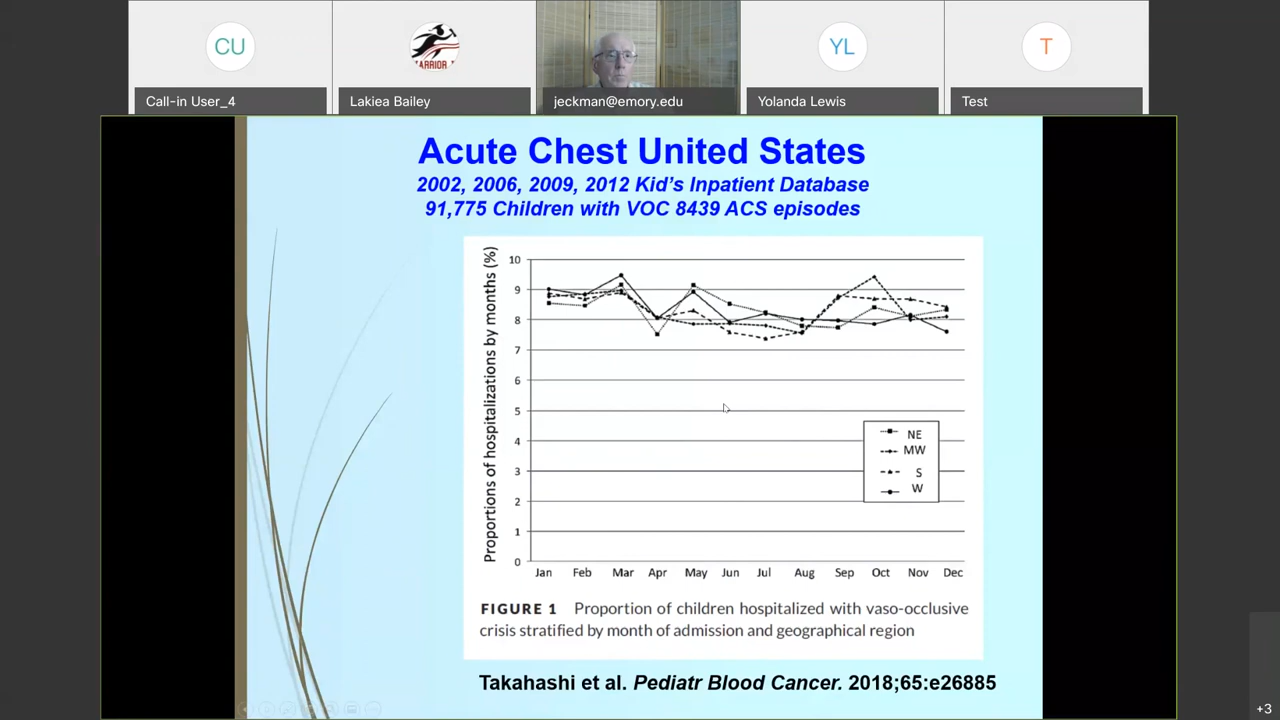 CU
YL
T
ARRIOR
Call-in User_4
Lakiea Bailey
jeckman@emory.edu
Yolanda Lewis
Test
Acute Chest United States
2002, 2006, 2009, 2012 Kid's Inpatient Database
91,775 Children with VOC 8439 ACS episodes
Proportions of hospitalizations by months (%)
10
9
8
7
6
5
4
3
2
1
0
Jan Feb Mar Apr May Jun Jul Aug Sep Oct Nov Dec
NE
MW
S
W
FIGURE 1 Proportion of children hospitalized with vaso-occlusive
crisis stratified by month of admission and geographical region
Takahashi et al. Pediatr Blood Cancer. 2018;65:e26885
+3